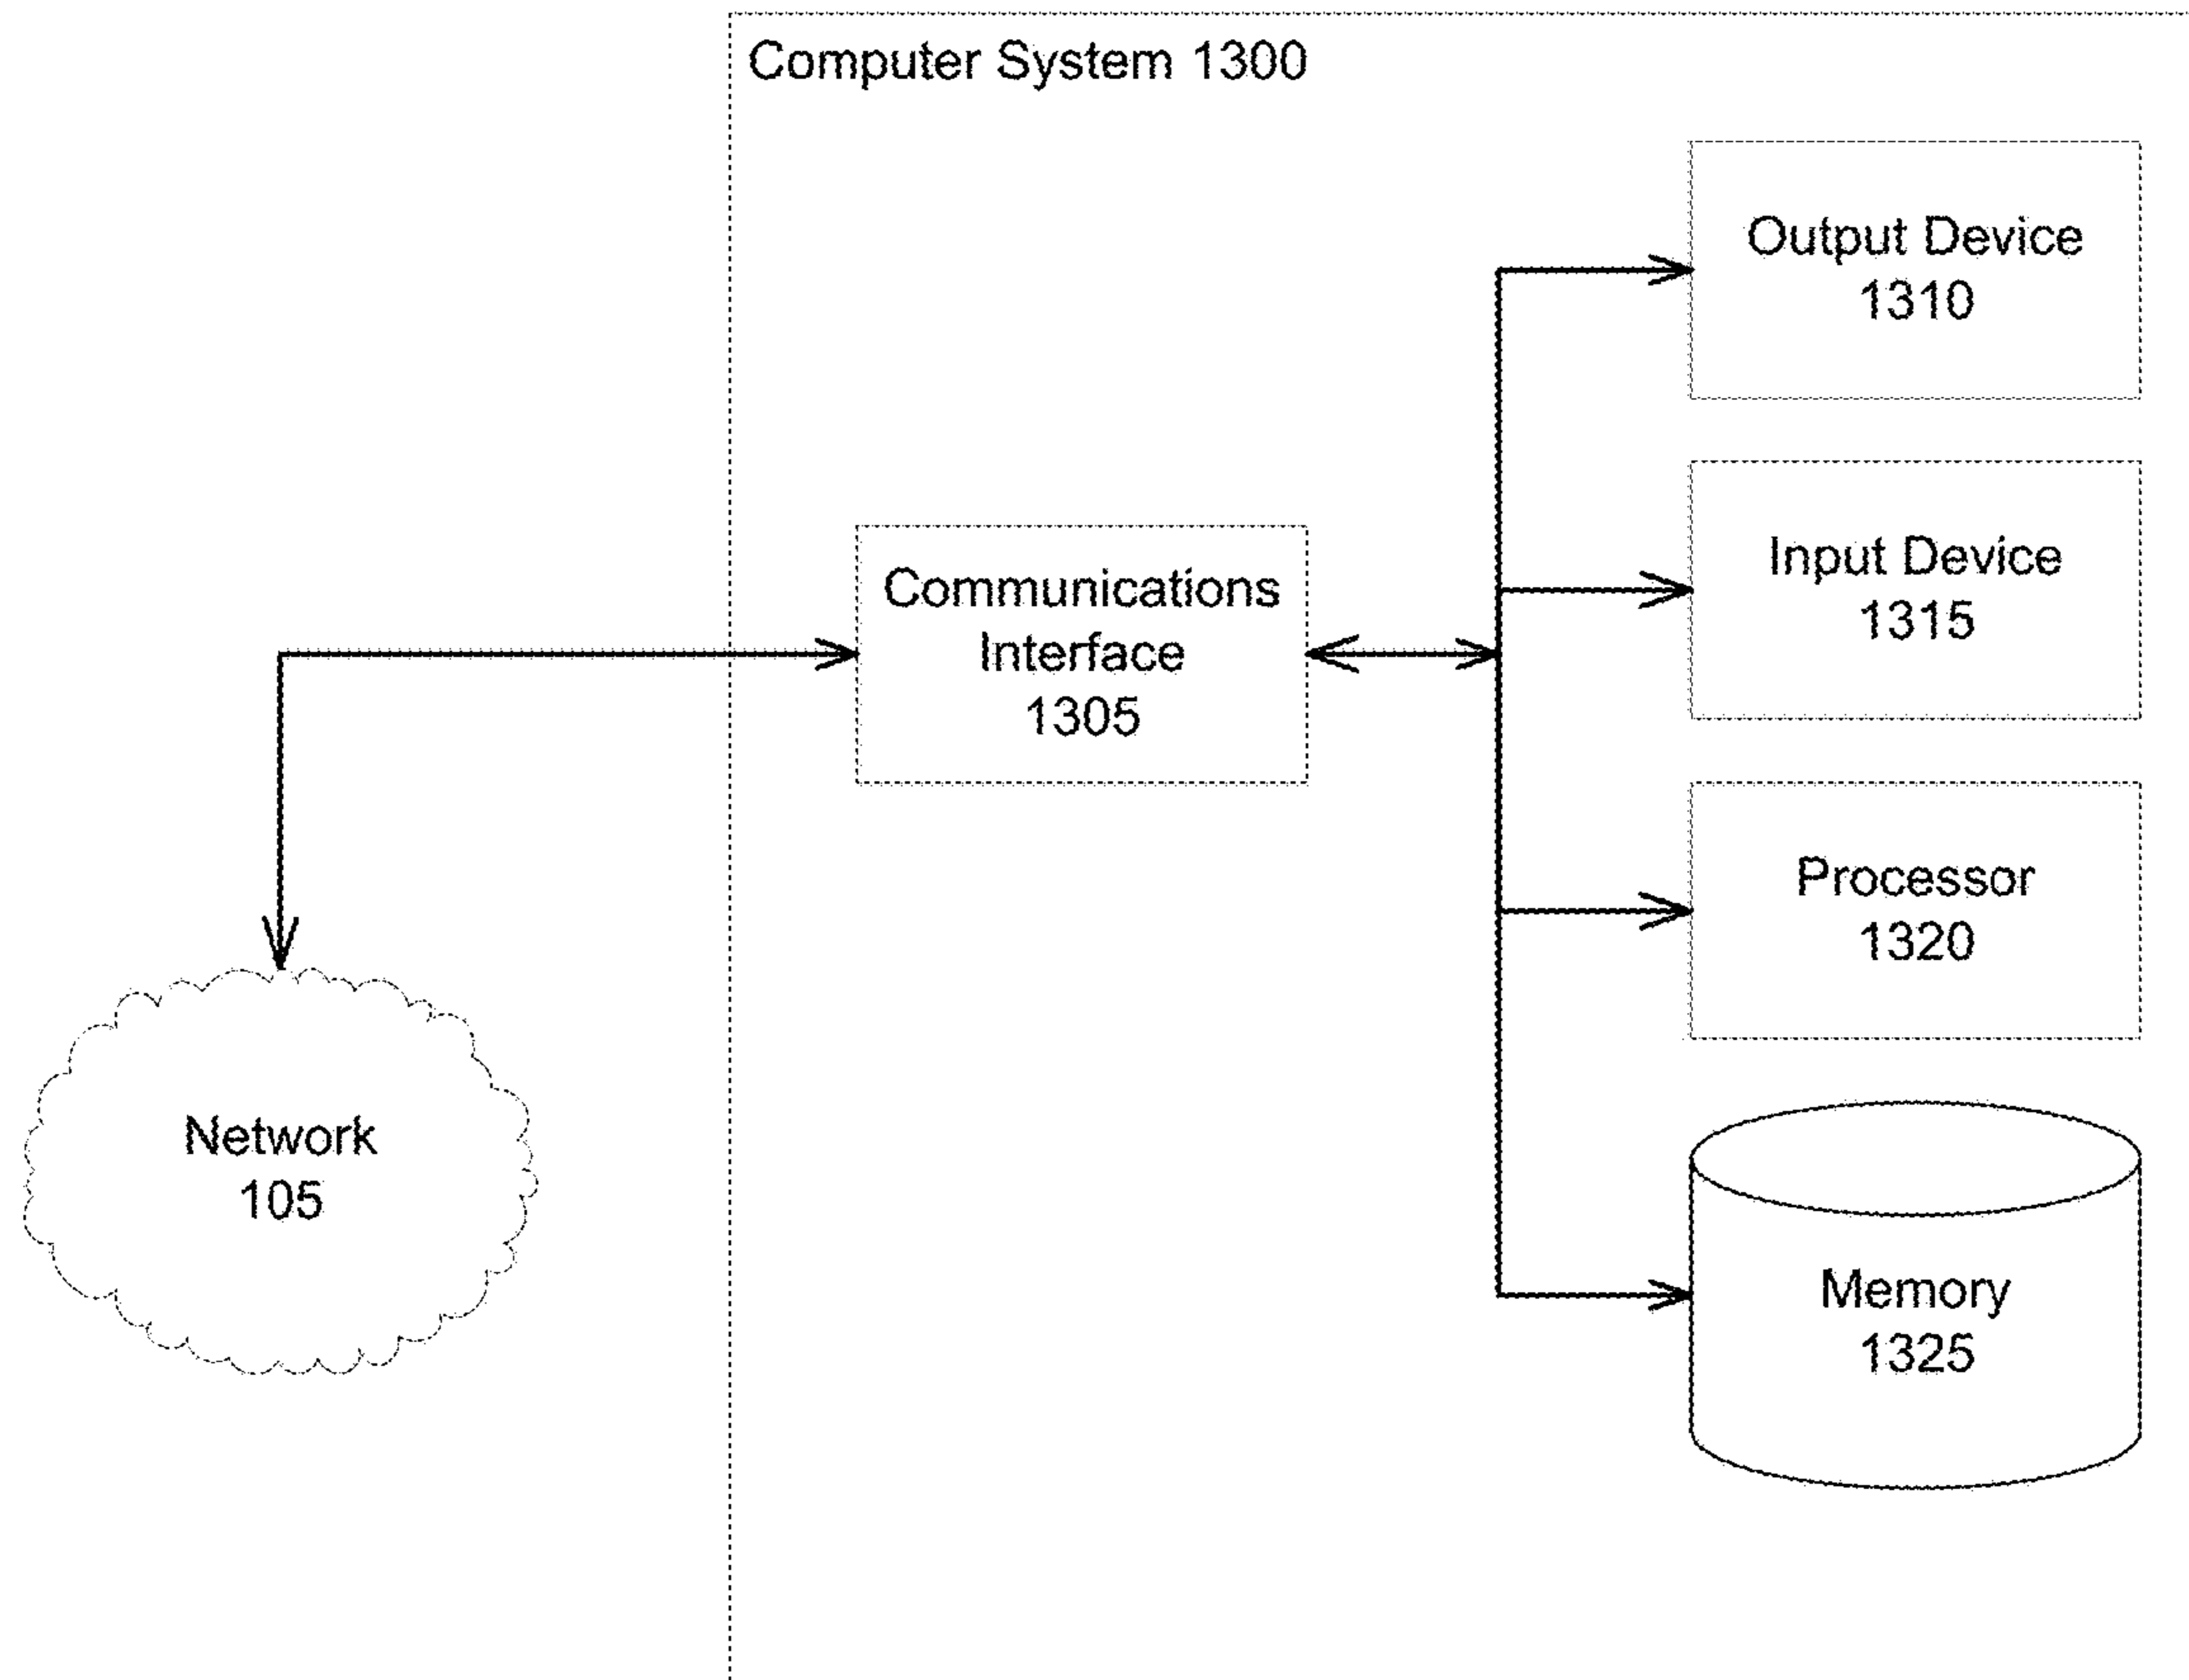 Computer System 1300
Output Device
1310
Input Device
1315
Communications
Interface
1305
Processor
1320
Network
105
Memory
1325